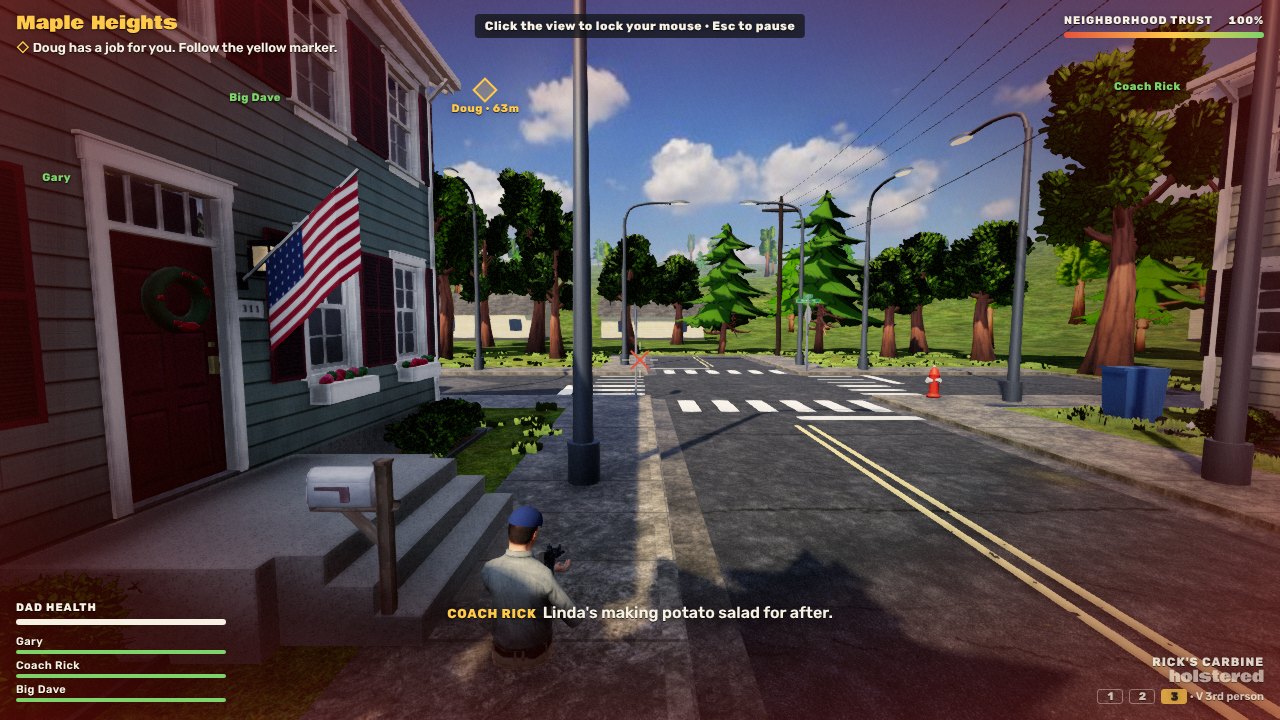 Maple Heights
Doug has a job for you. Follow the yellow marker.
Click the view to lock your mouse • Esc to pause
NEIGHBORHOOD TRUST 100%
Big Dave
Doug • 63m
Coach Rick
Gary
313
COACH RICK Linda's making potato salad for after.
DAD HEALTH
Gary
Coach Rick
Big Dave
RICK'S CARBINE
holstered
1 2 3 • V 3rd person